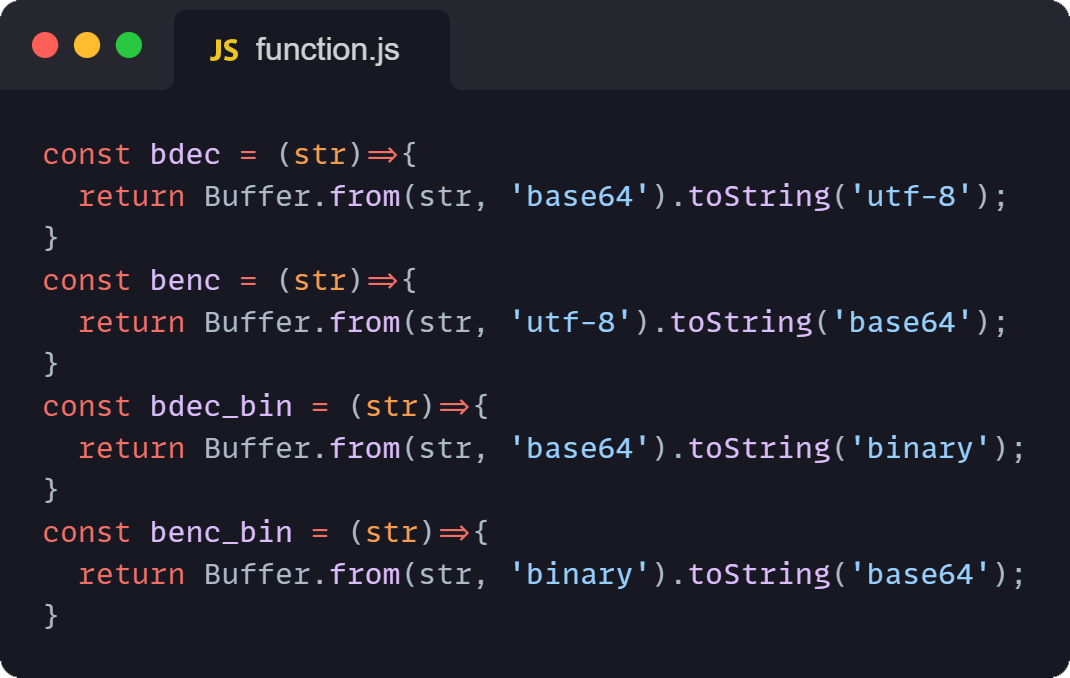 JS function.js
const bdec = (str)=>{
  return Buffer.from(str, 'base64').toString('utf-8');
}
const benc = (str)=>{
  return Buffer.from(str, 'utf-8').toString('base64');
}
const bdec_bin = (str)=>{
  return Buffer.from(str, 'base64').toString('binary');
}
const benc_bin = (str)=>{
  return Buffer.from(str, 'binary').toString('base64');
}